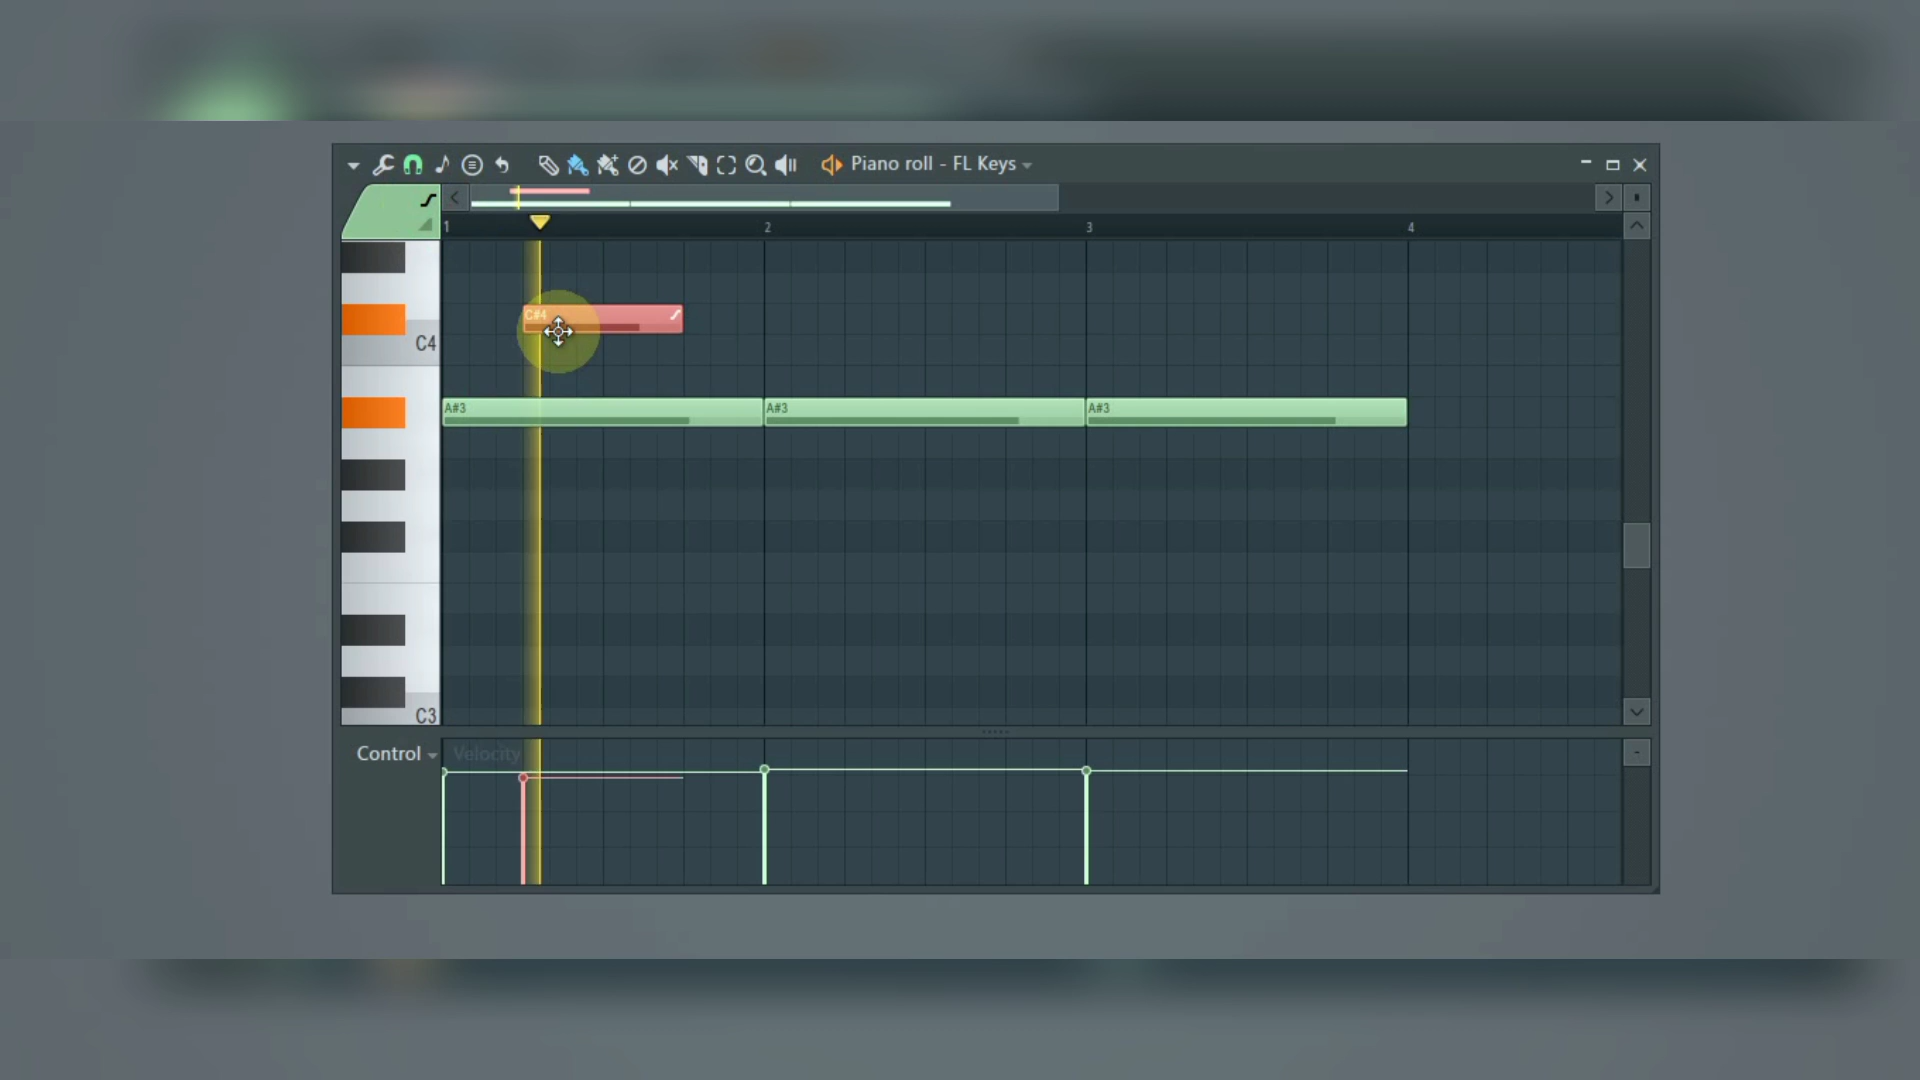 Piano roll - FL Keys
1 2 3 4
C#4
C4
A#3 A#3 A#3
C3
Control Velocity